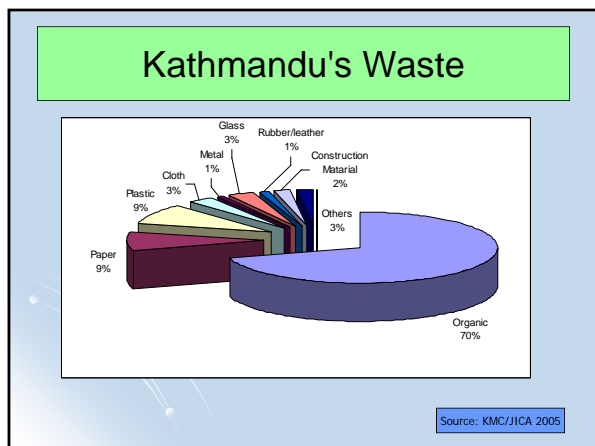 Kathmandu's Waste
Glass
3%
Rubber/leather
1%
Construction
Matarial
2%
Metal
1%
Cloth
3%
Plastic
9%
Others
3%
Paper
9%
Organic
70%
Source: KMC/JICA 2005